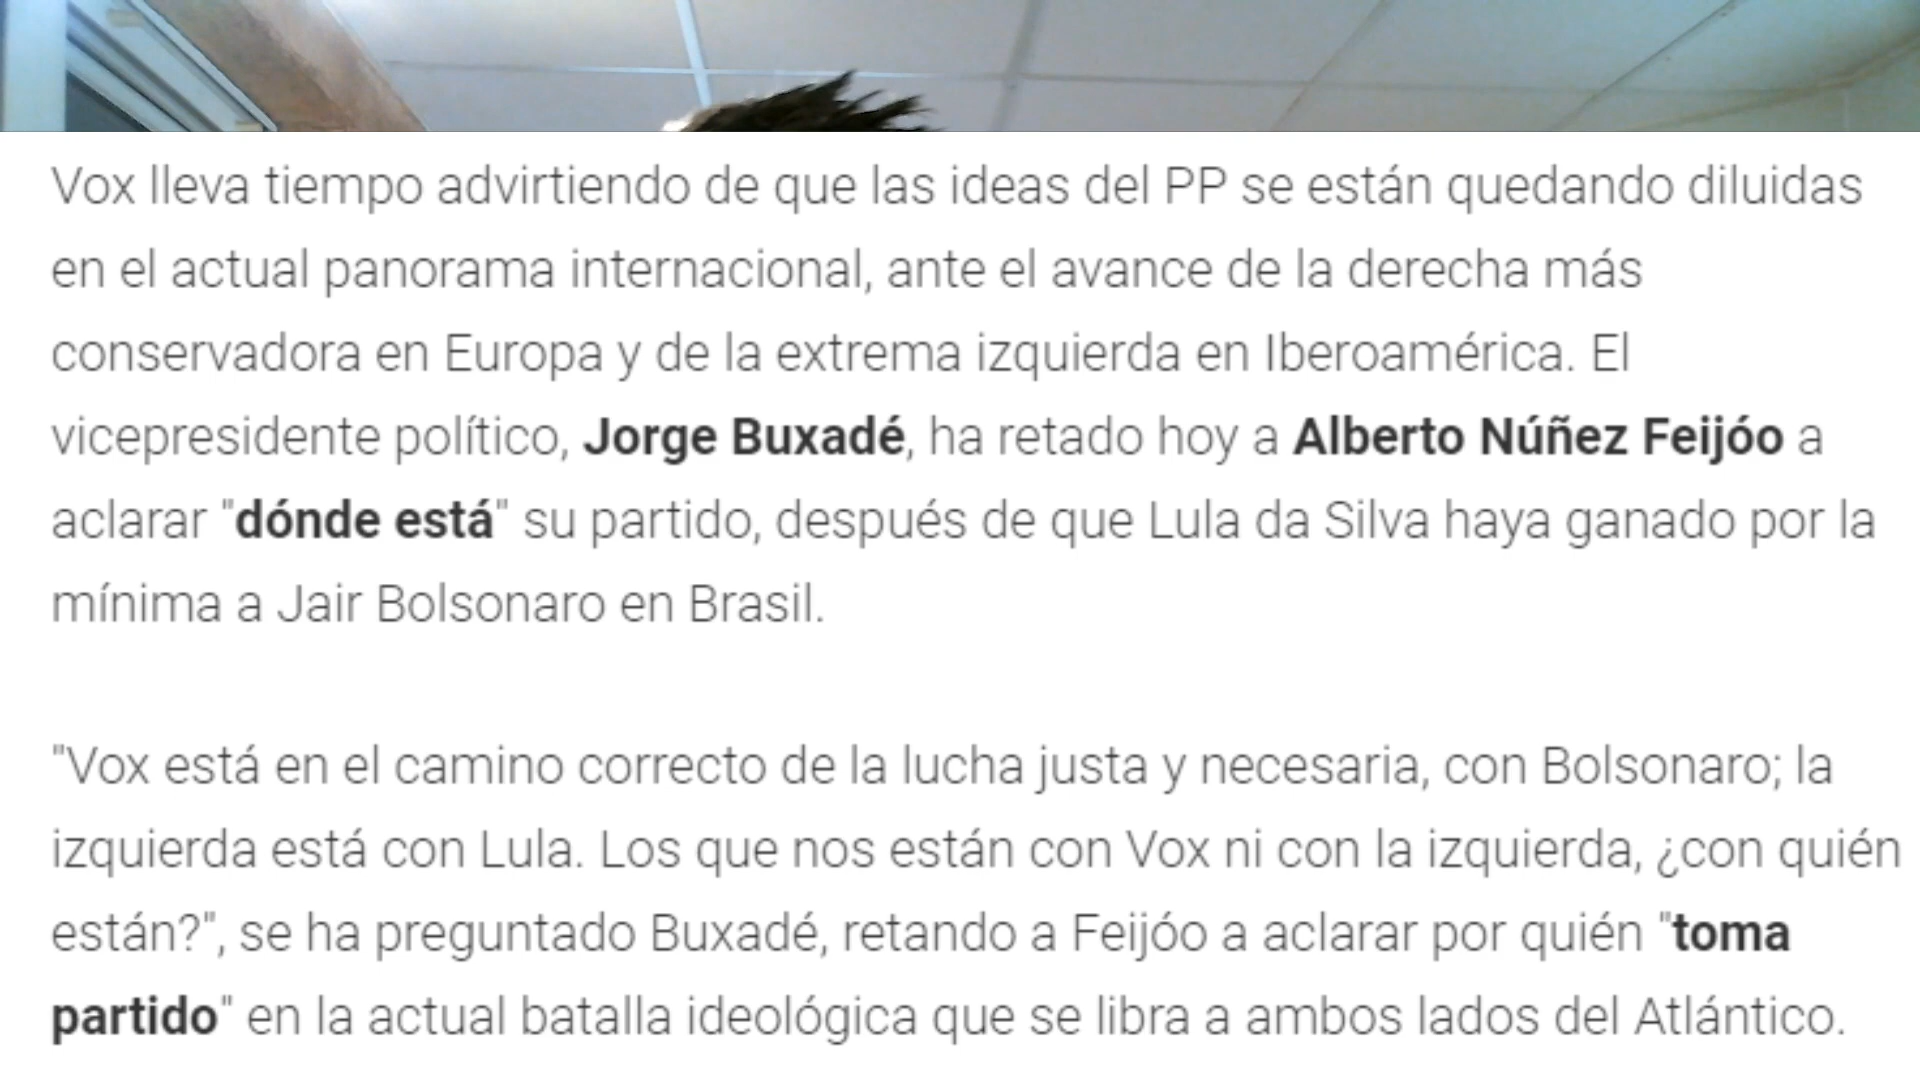 Vox lleva tiempo advirtiendo de que las ideas del PP se están quedando diluidas
en el actual panorama internacional, ante el avance de la derecha más
conservadora en Europa y de la extrema izquierda en Iberoamérica. El
vicepresidente político, Jorge Buxadé, ha retado hoy a Alberto Núñez Feijóo a
aclarar "dónde está" su partido, después de que Lula da Silva haya ganado por la
mínima a Jair Bolsonaro en Brasil.
"Vox está en el camino correcto de la lucha justa y necesaria, con Bolsonaro; la
izquierda está con Lula. Los que nos están con Vox ni con la izquierda, ¿con quién
están?", se ha preguntado Buxadé, retando a Feijóo a aclarar por quién "toma
partido" en la actual batalla ideológica que se libra a ambos lados del Atlántico.